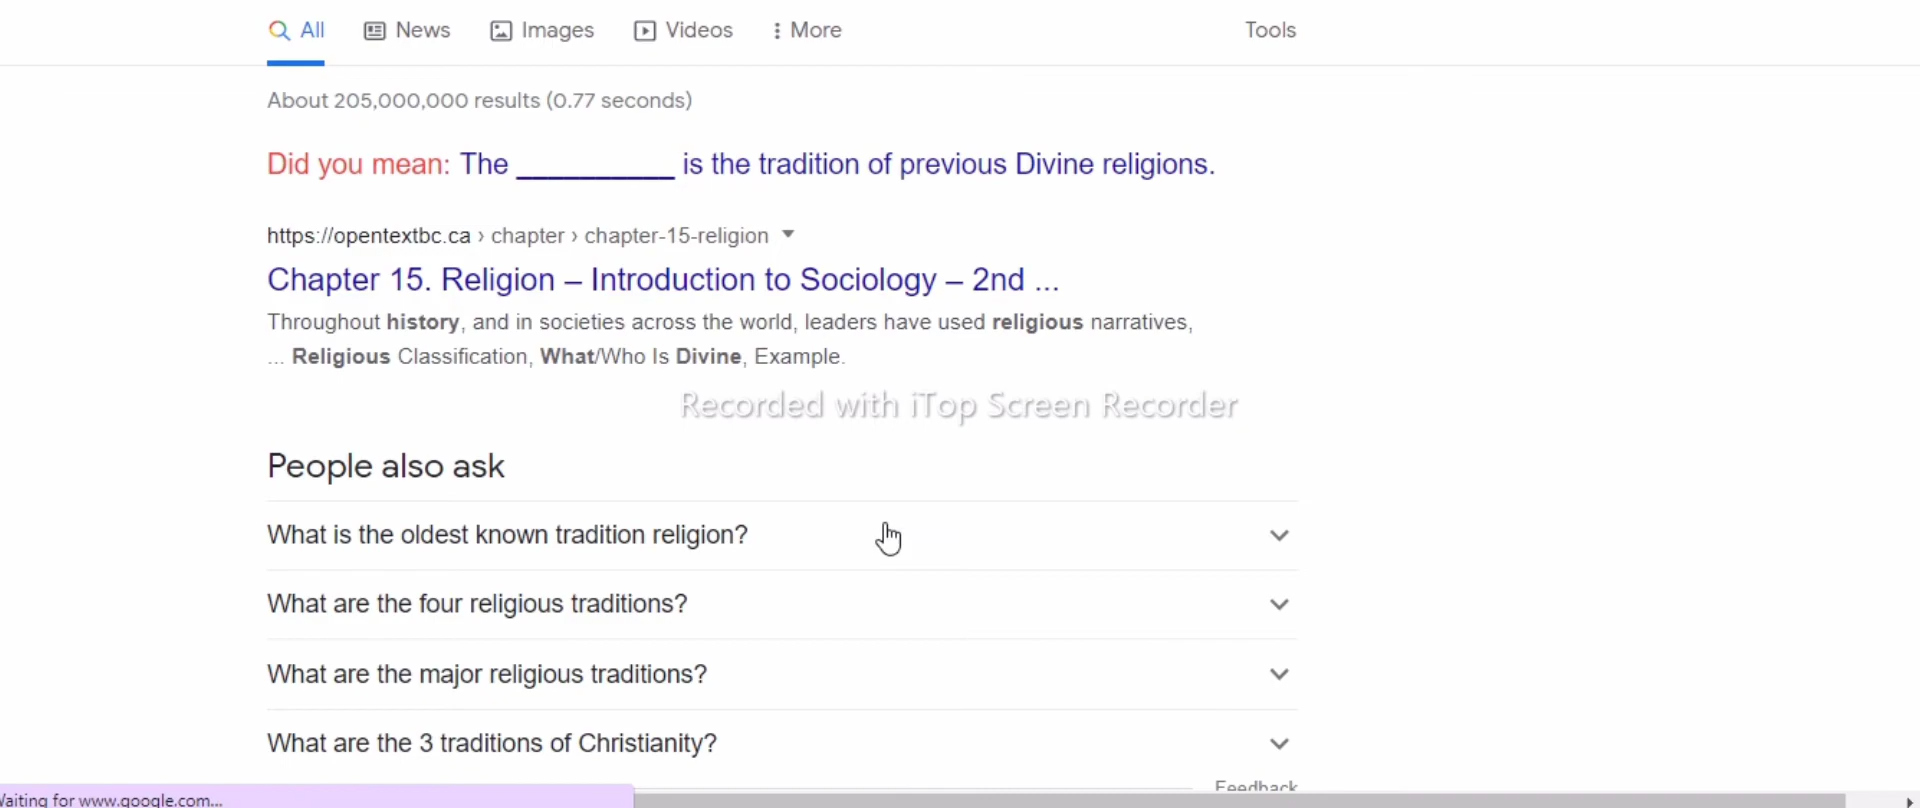 All News Images Videos More Tools
About 205,000,000 results (0.77 seconds)
Did you mean: The __________ is the tradition of previous Divine religions.
https://opentextbc.ca › chapter › chapter-15-religion
Chapter 15. Religion – Introduction to Sociology – 2nd ...
Throughout history, and in societies across the world, leaders have used religious narratives,
... Religious Classification, What/Who Is Divine, Example.
Recorded with iTop Screen Recorder
People also ask
What is the oldest known tradition religion?
What are the four religious traditions?
What are the major religious traditions?
What are the 3 traditions of Christianity?
Feedback
Waiting for www.google.com...